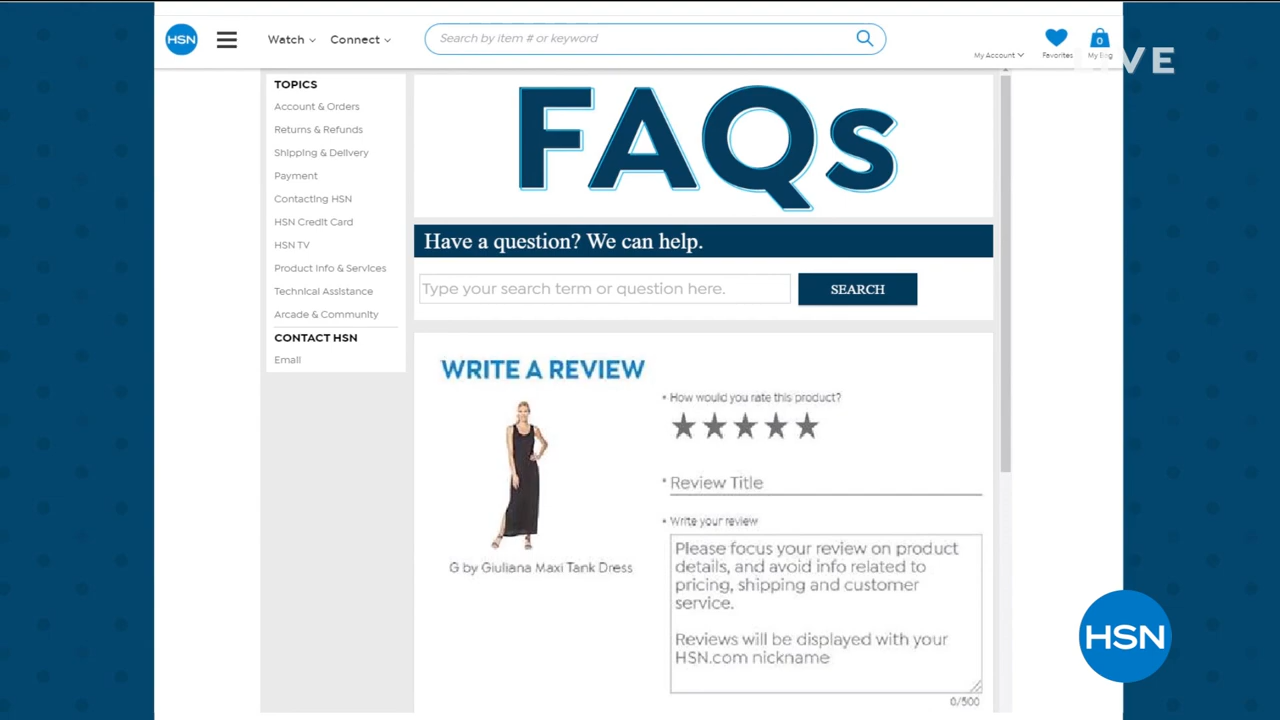 HSN
Watch
Connect
Search by item # or keyword
My Account
Favorites
0
My Bag
LIVE
TOPICS
Account & Orders
Returns & Refunds
Shipping & Delivery
Payment
Contacting HSN
HSN Credit Card
HSN TV
Product Info & Services
Technical Assistance
Arcade & Community
CONTACT HSN
Email
FAQs
Have a question? We can help.
Type your search term or question here.
SEARCH
WRITE A REVIEW
G by Giuliana Maxi Tank Dress
• How would you rate this product?
• Review Title
• Write your review
Please focus your review on product
details, and avoid info related to
pricing, shipping and customer
service.
Reviews will be displayed with your
HSN.com nickname
0/500
HSN